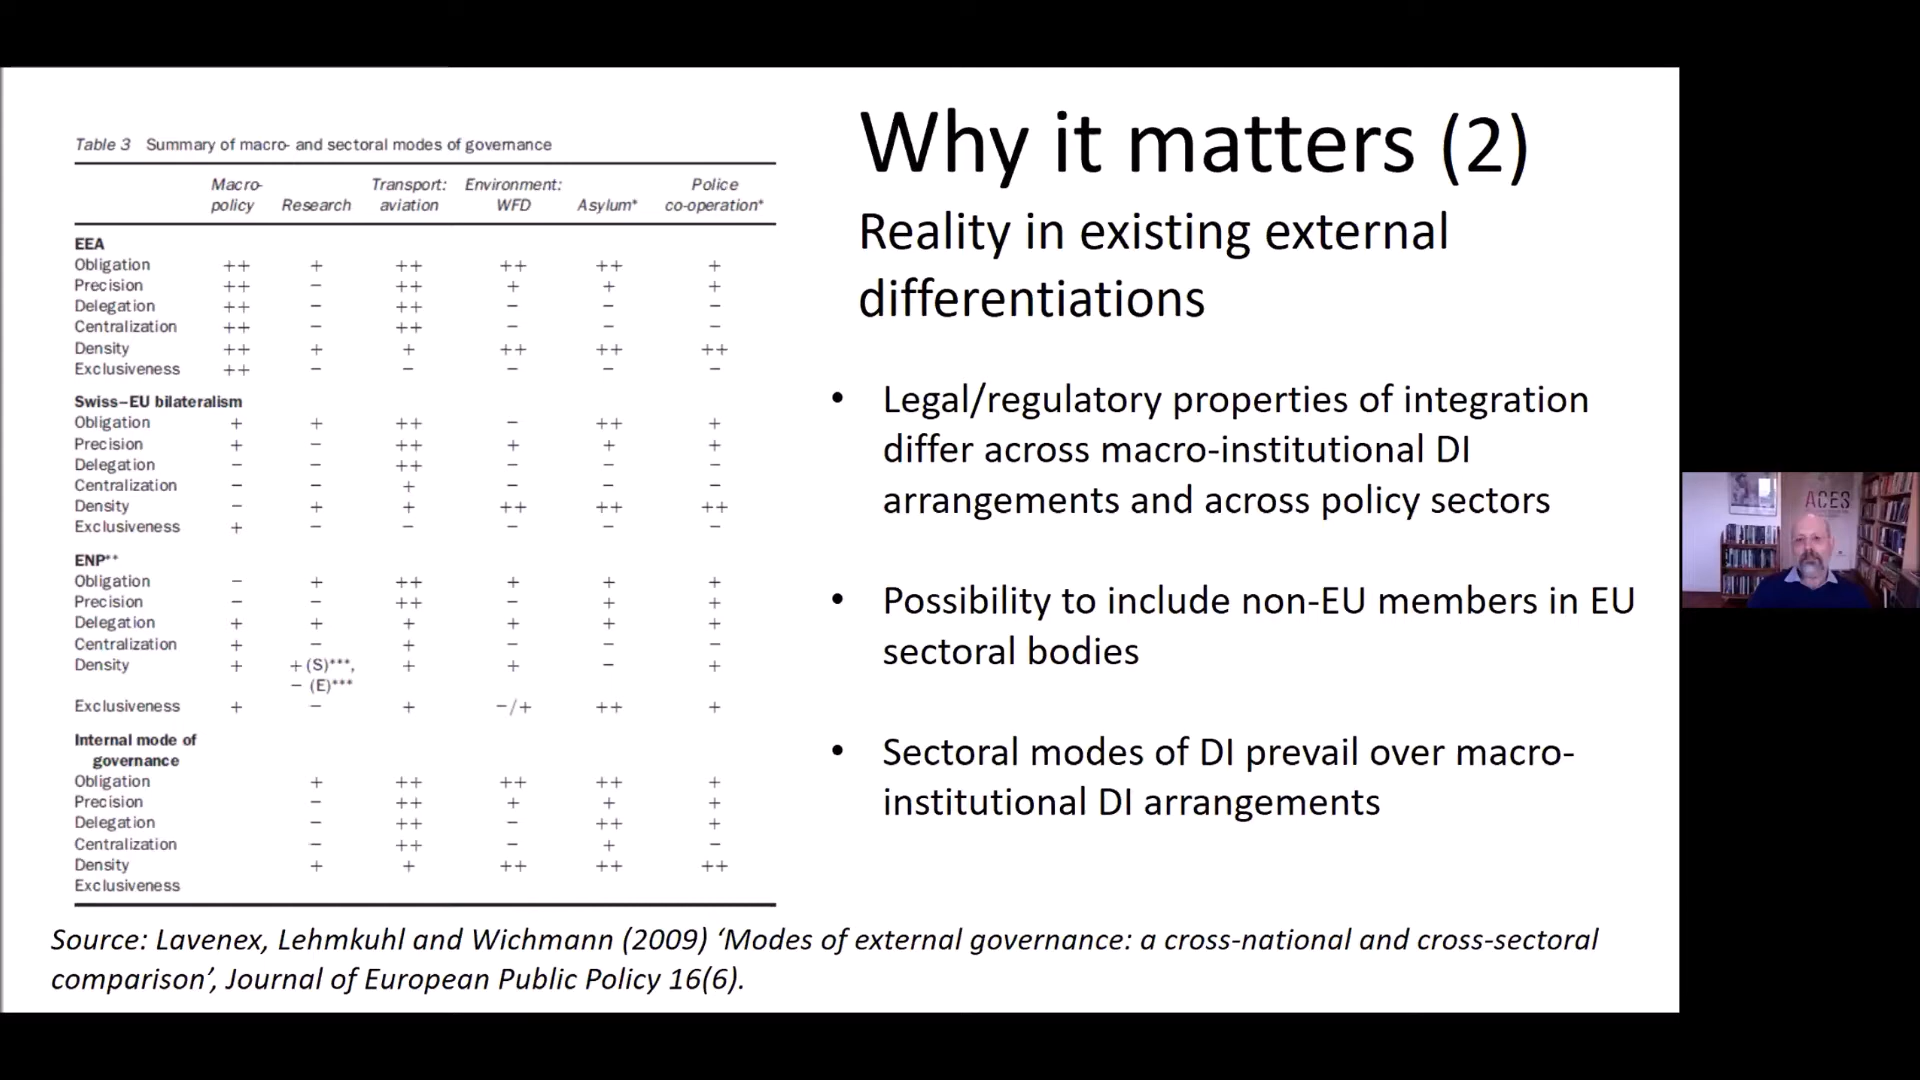 Table 3 Summary of macro- and sectoral modes of governance
Macro- Transport: Environment: Police
policy Research aviation WFD Asylum* co-operation*
EEA
Obligation ++ + ++ ++ ++ +
Precision ++ − ++ + + +
Delegation ++ − ++ − − −
Centralization ++ − ++ − − −
Density ++ + + ++ ++ ++
Exclusiveness ++ − − − − −
Swiss–EU bilateralism
Obligation + + ++ − ++ +
Precision + − ++ + + +
Delegation − − ++ − − −
Centralization − − + − − −
Density − + + ++ ++ ++
Exclusiveness + − − − − −
ENP**
Obligation − + ++ + + +
Precision − − ++ − + +
Delegation + + + + + +
Centralization + − + − − −
Density + + (S)***, + + − +
− (E)***
Exclusiveness + − + −/+ ++ +
Internal mode of
governance
Obligation + ++ ++ ++ +
Precision − ++ + + +
Delegation − ++ − ++ +
Centralization − ++ − + −
Density + + ++ ++ ++
Exclusiveness
Why it matters (2)
Reality in existing external
differentiations
• Legal/regulatory properties of integration
differ across macro-institutional DI
arrangements and across policy sectors
• Possibility to include non-EU members in EU
sectoral bodies
• Sectoral modes of DI prevail over macro-
institutional DI arrangements
Source: Lavenex, Lehmkuhl and Wichmann (2009) ‘Modes of external governance: a cross-national and cross-sectoral
comparison’, Journal of European Public Policy 16(6).
ACES